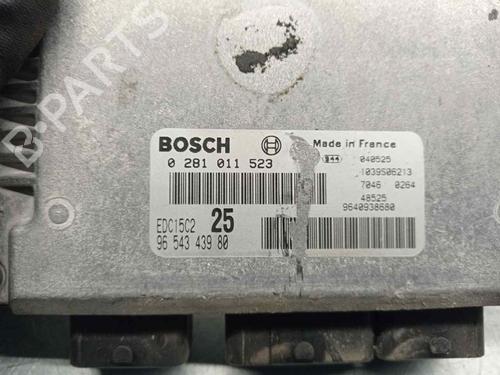 B-PARTS
BOSCH
Made in France
0 281 011 523
040525
1039S06213
7046 0264
48525
9640938680
EDC15C2
25
96 543 439 80